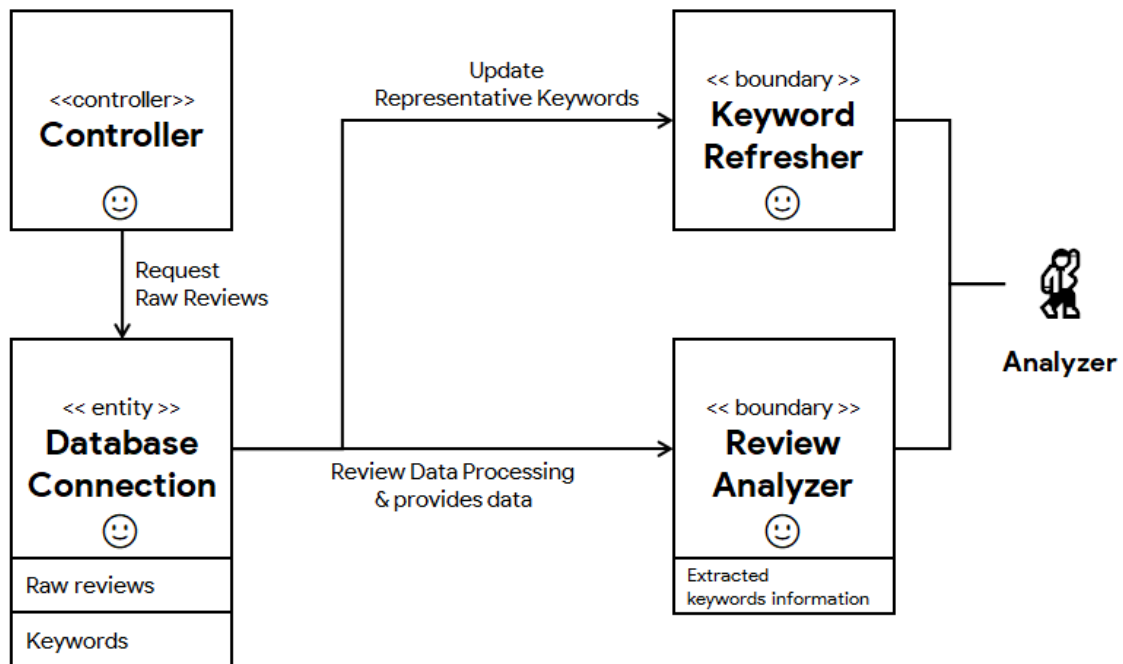 <<controller>>
Controller
Request
Raw Reviews
<< entity >>
Database
Connection
Raw reviews
Keywords
Update
Representative Keywords
Review Data Processing
& provides data
<< boundary >>
Keyword
Refresher
<< boundary >>
Review
Analyzer
Extracted
keywords information
Analyzer